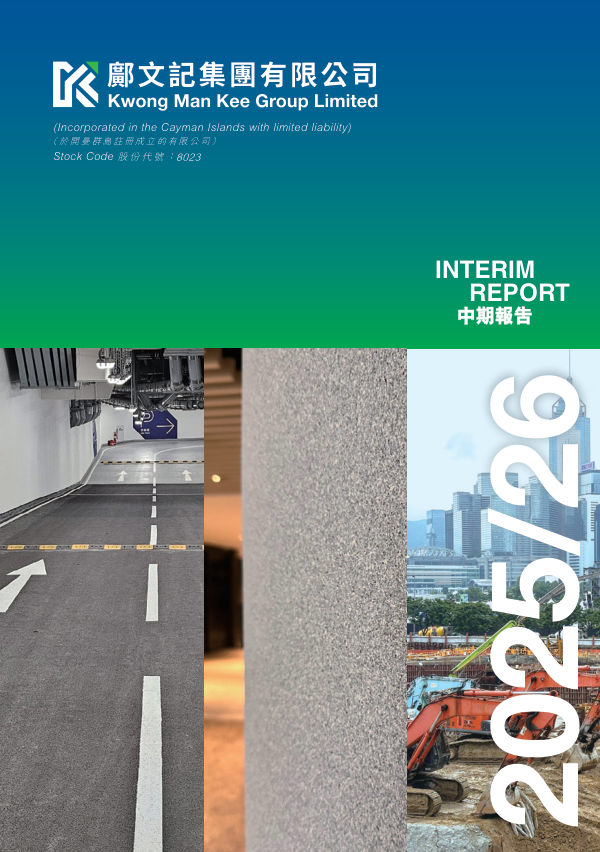 鄺文記集團有限公司
Kwong Man Kee Group Limited
(Incorporated in the Cayman Islands with limited liability)
（於開曼群島註冊成立的有限公司）
Stock Code 股份代號：8023
INTERIM
REPORT
中期報告
2025/26